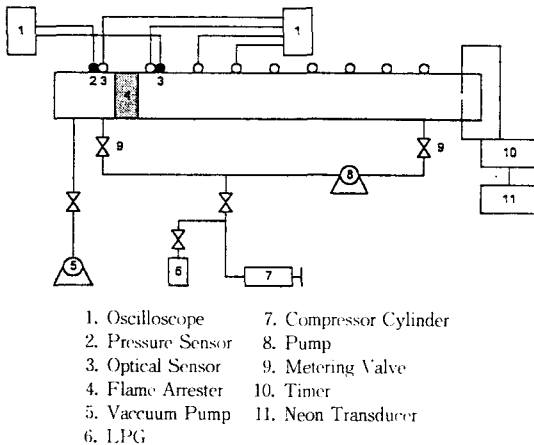 1
1
2 3
3
4
9
9
8
10
11
5
6
7
1. Oscilloscope
2. Pressure Sensor
3. Optical Sensor
4. Flame Arrester
5. Vaccuum Pump
6. LPG
7. Compressor Cylinder
8. Pump
9. Metering Valve
10. Timer
11. Neon Transducer